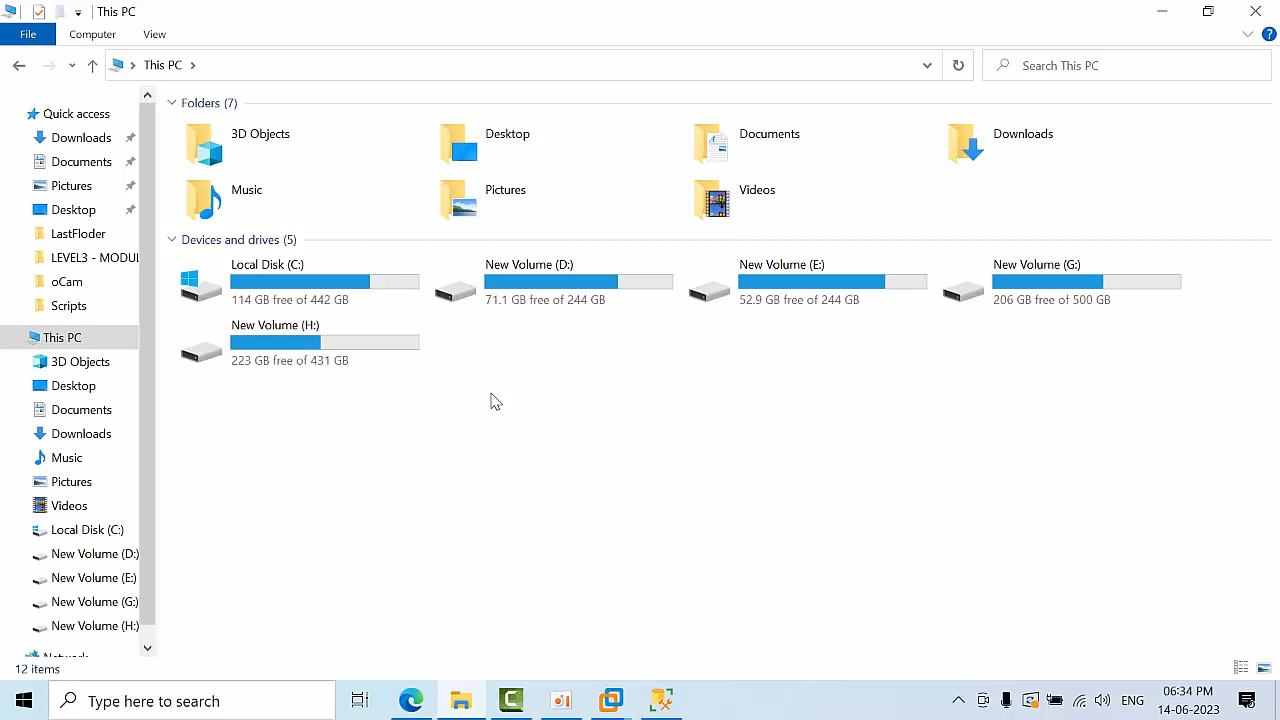 This PC
File
Computer
View
This PC
Search This PC
Quick access
Downloads
Documents
Pictures
Desktop
LastFloder
LEVEL3 - MODUL
oCam
Scripts
This PC
3D Objects
Desktop
Documents
Downloads
Music
Pictures
Videos
Local Disk (C:)
New Volume (D:)
New Volume (E:)
New Volume (G:)
New Volume (H:)
Network
Folders (7)
3D Objects
Desktop
Documents
Downloads
Music
Pictures
Videos
Devices and drives (5)
Local Disk (C:)
114 GB free of 442 GB
New Volume (D:)
71.1 GB free of 244 GB
New Volume (E:)
52.9 GB free of 244 GB
New Volume (G:)
206 GB free of 500 GB
New Volume (H:)
223 GB free of 431 GB
12 items
Type here to search
ENG
06:34 PM
14-06-2023